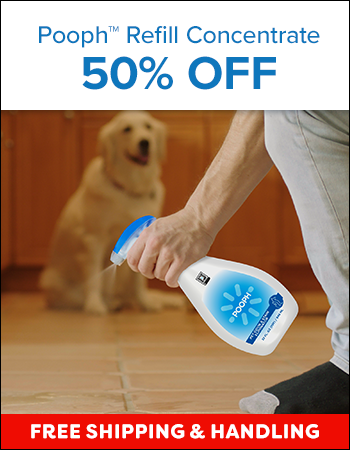 Pooph™ Refill Concentrate
50% OFF
POOPH
FREE SHIPPING & HANDLING